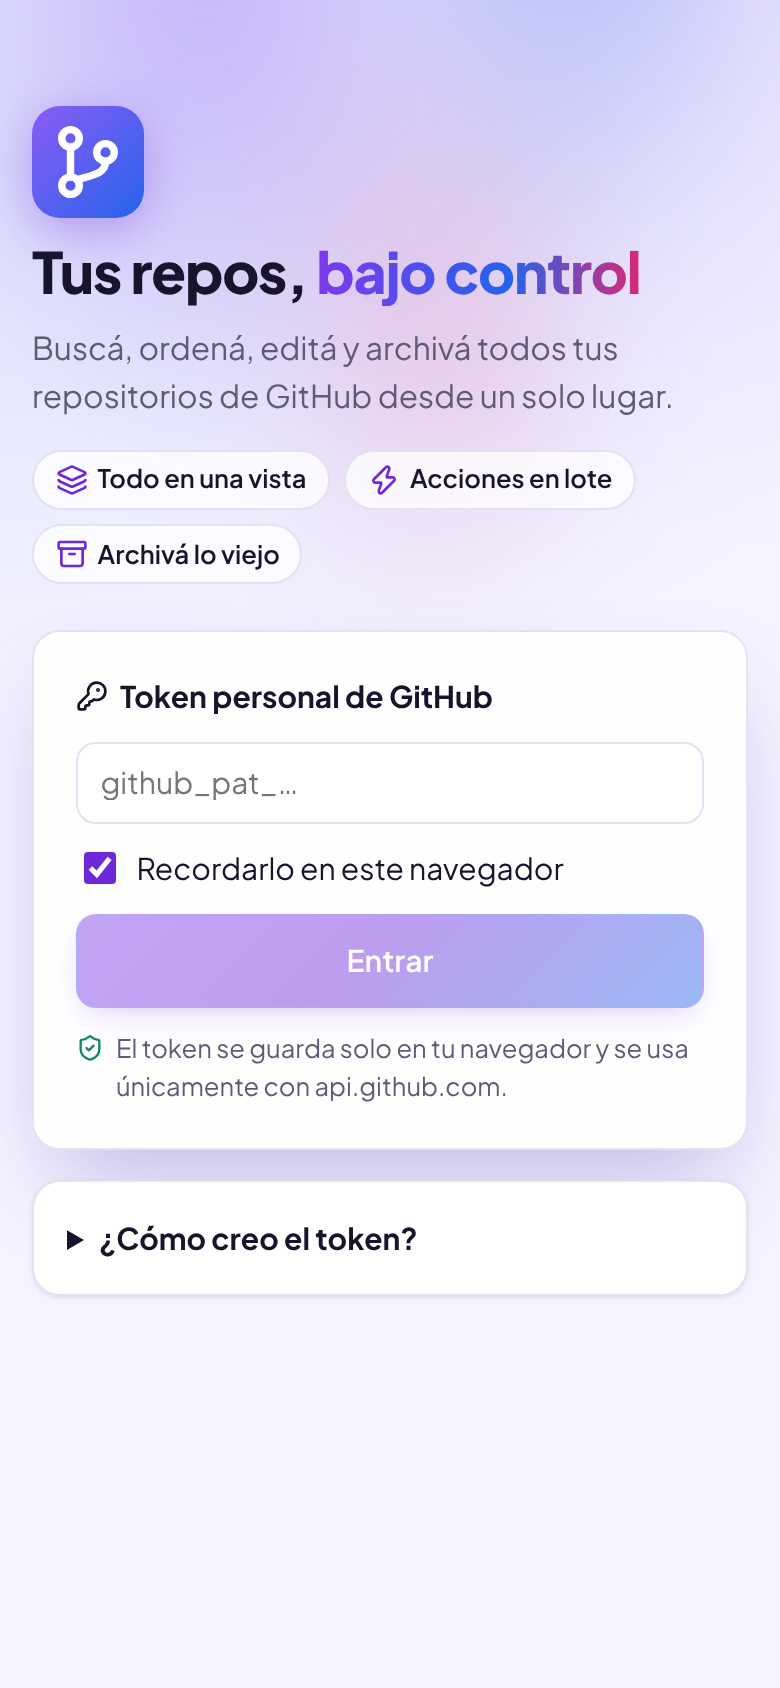 Tus repos, bajo control
Buscá, ordená, editá y archivá todos tus
repositorios de GitHub desde un solo lugar.
Todo en una vista
Acciones en lote
Archivá lo viejo
Token personal de GitHub
github_pat_…
Recordarlo en este navegador
Entrar
El token se guarda solo en tu navegador y se usa
únicamente con api.github.com.
¿Cómo creo el token?